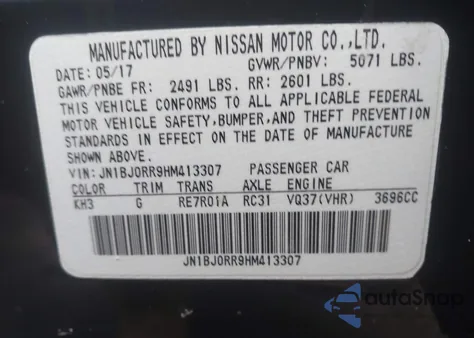 MANUFACTURED BY NISSAN MOTOR CO.,LTD.
DATE: 05/17 GVWR/PNBV: 5071 LBS.
GAWR/PNBE FR: 2491 LBS. RR: 2601 LBS.
THIS VEHICLE CONFORMS TO ALL APPLICABLE FEDERAL
MOTOR VEHICLE SAFETY, BUMPER, AND THEFT PREVENTION
STANDARDS IN EFFECT ON THE DATE OF MANUFACTURE
SHOWN ABOVE.
VIN: JN1BJ0RR9HM413307 PASSENGER CAR
COLOR TRIM TRANS AXLE ENGINE
KH3 G RE7R01A RC31 VQ37(VHR) 3696CC
JN1BJ0RR9HM413307
autoSnap